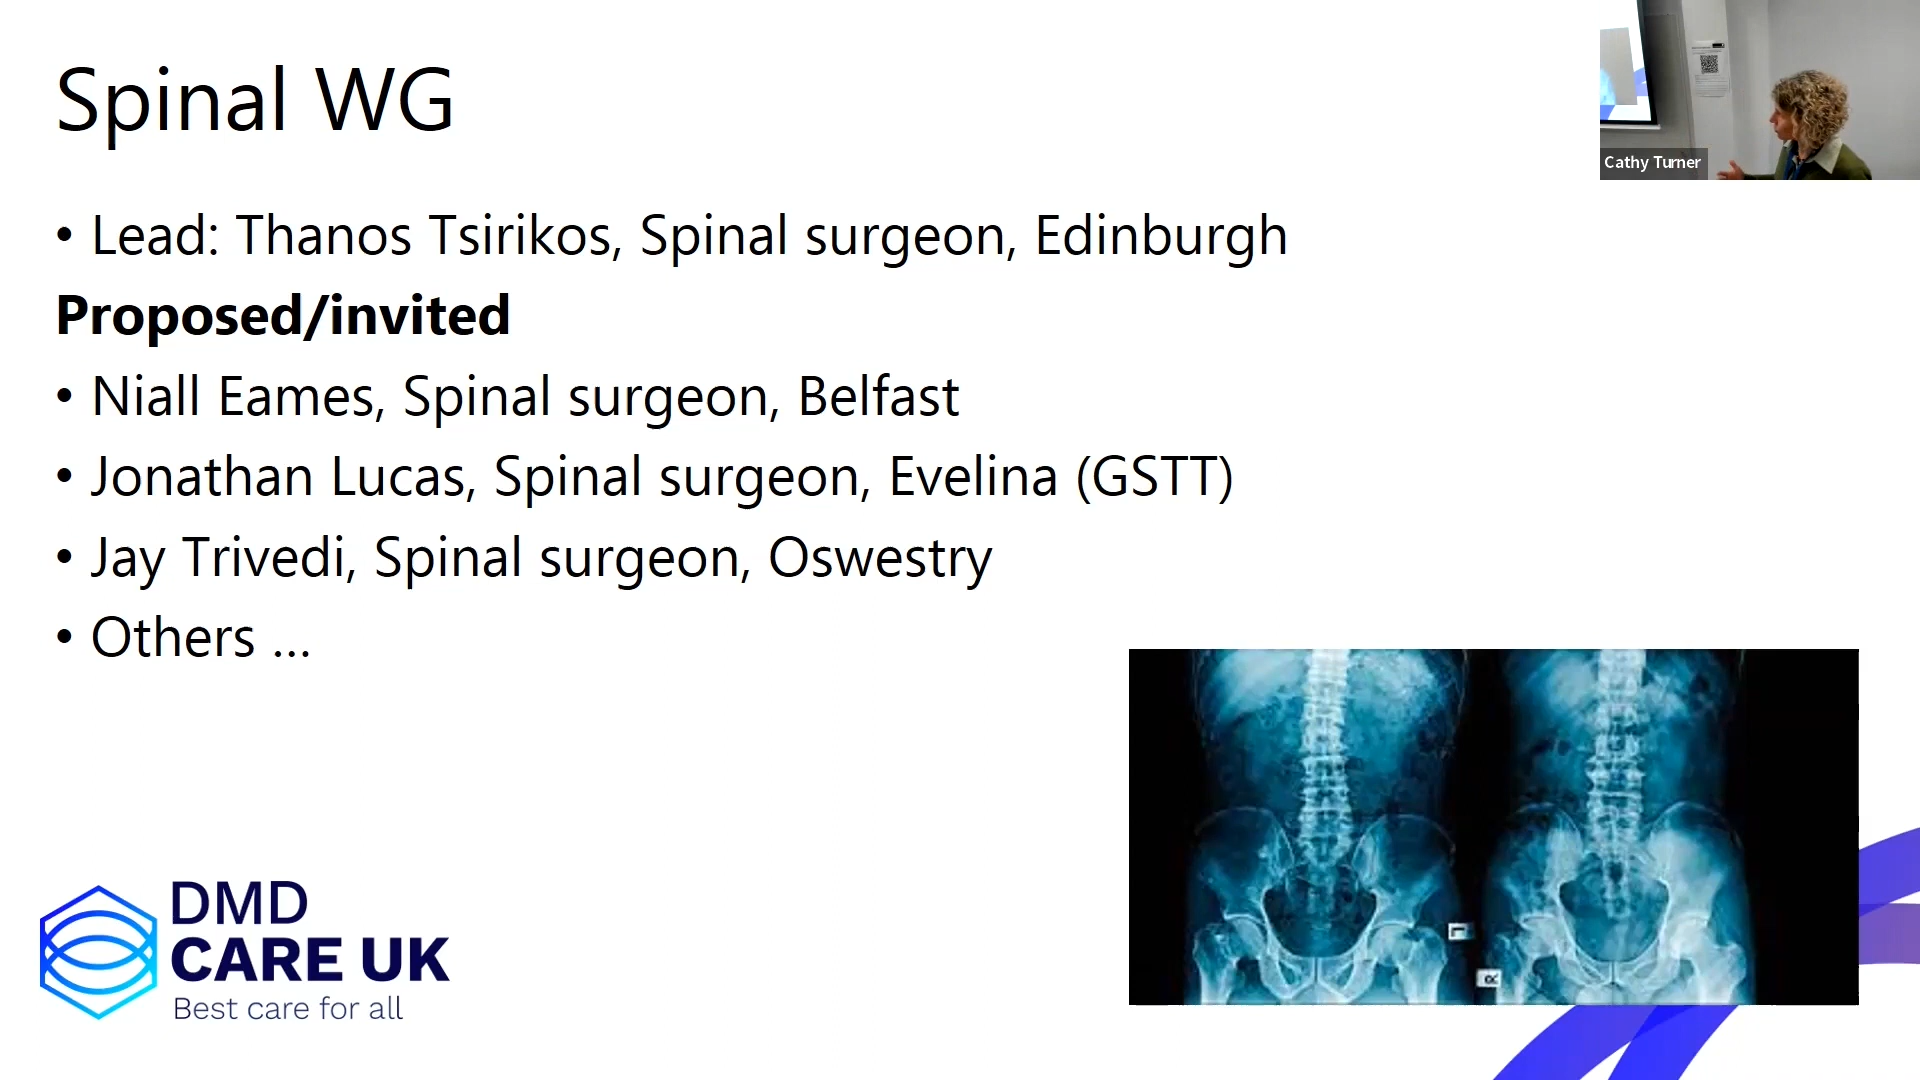 Spinal WG
Cathy Turner
• Lead: Thanos Tsirikos, Spinal surgeon, Edinburgh
Proposed/invited
• Niall Eames, Spinal surgeon, Belfast
• Jonathan Lucas, Spinal surgeon, Evelina (GSTT)
• Jay Trivedi, Spinal surgeon, Oswestry
• Others ...
DMD
CARE UK
Best care for all